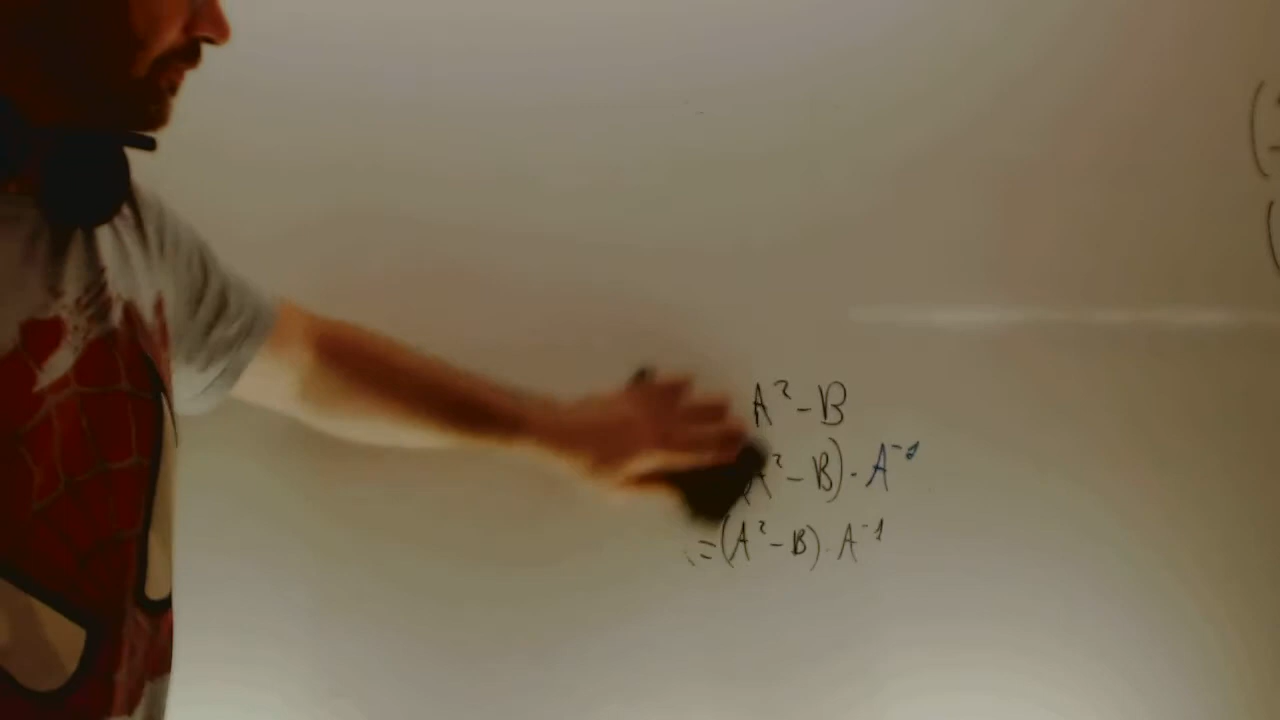 A² - B
(A² - B) · A⁻¹
= (A² - B) · A⁻¹